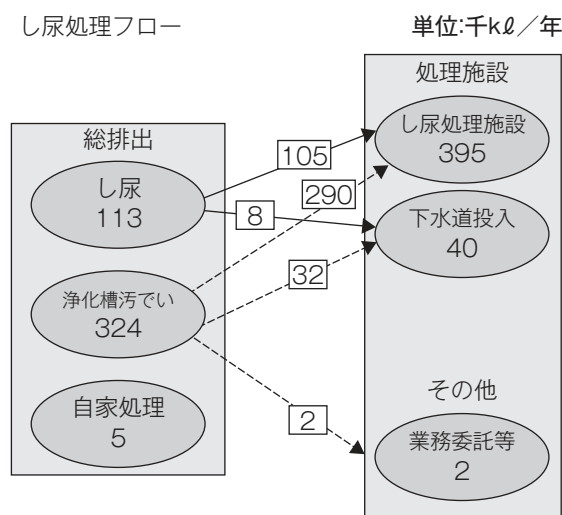 し尿処理フロー
単位:千kℓ／年
総排出
し尿
113
浄化槽汚でい
324
自家処理
5
105
8
290
32
2
処理施設
し尿処理施設
395
下水道投入
40
その他
業務委託等
2